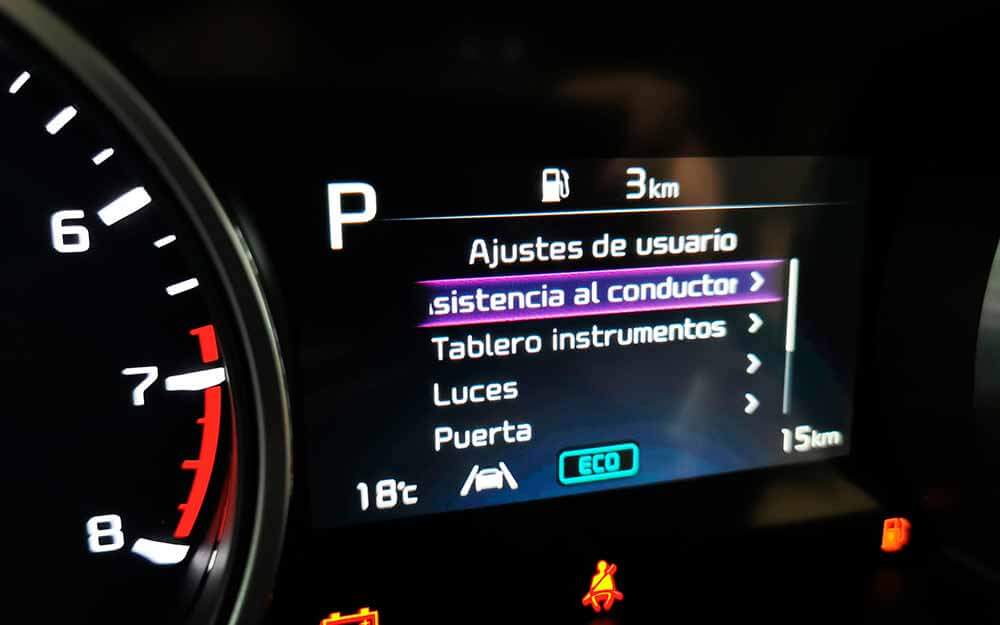 6
7
8
P
3km
Ajustes de usuario
sistencia al conductor
Tablero instrumentos
Luces
Puerta
18°c
ECO
15km